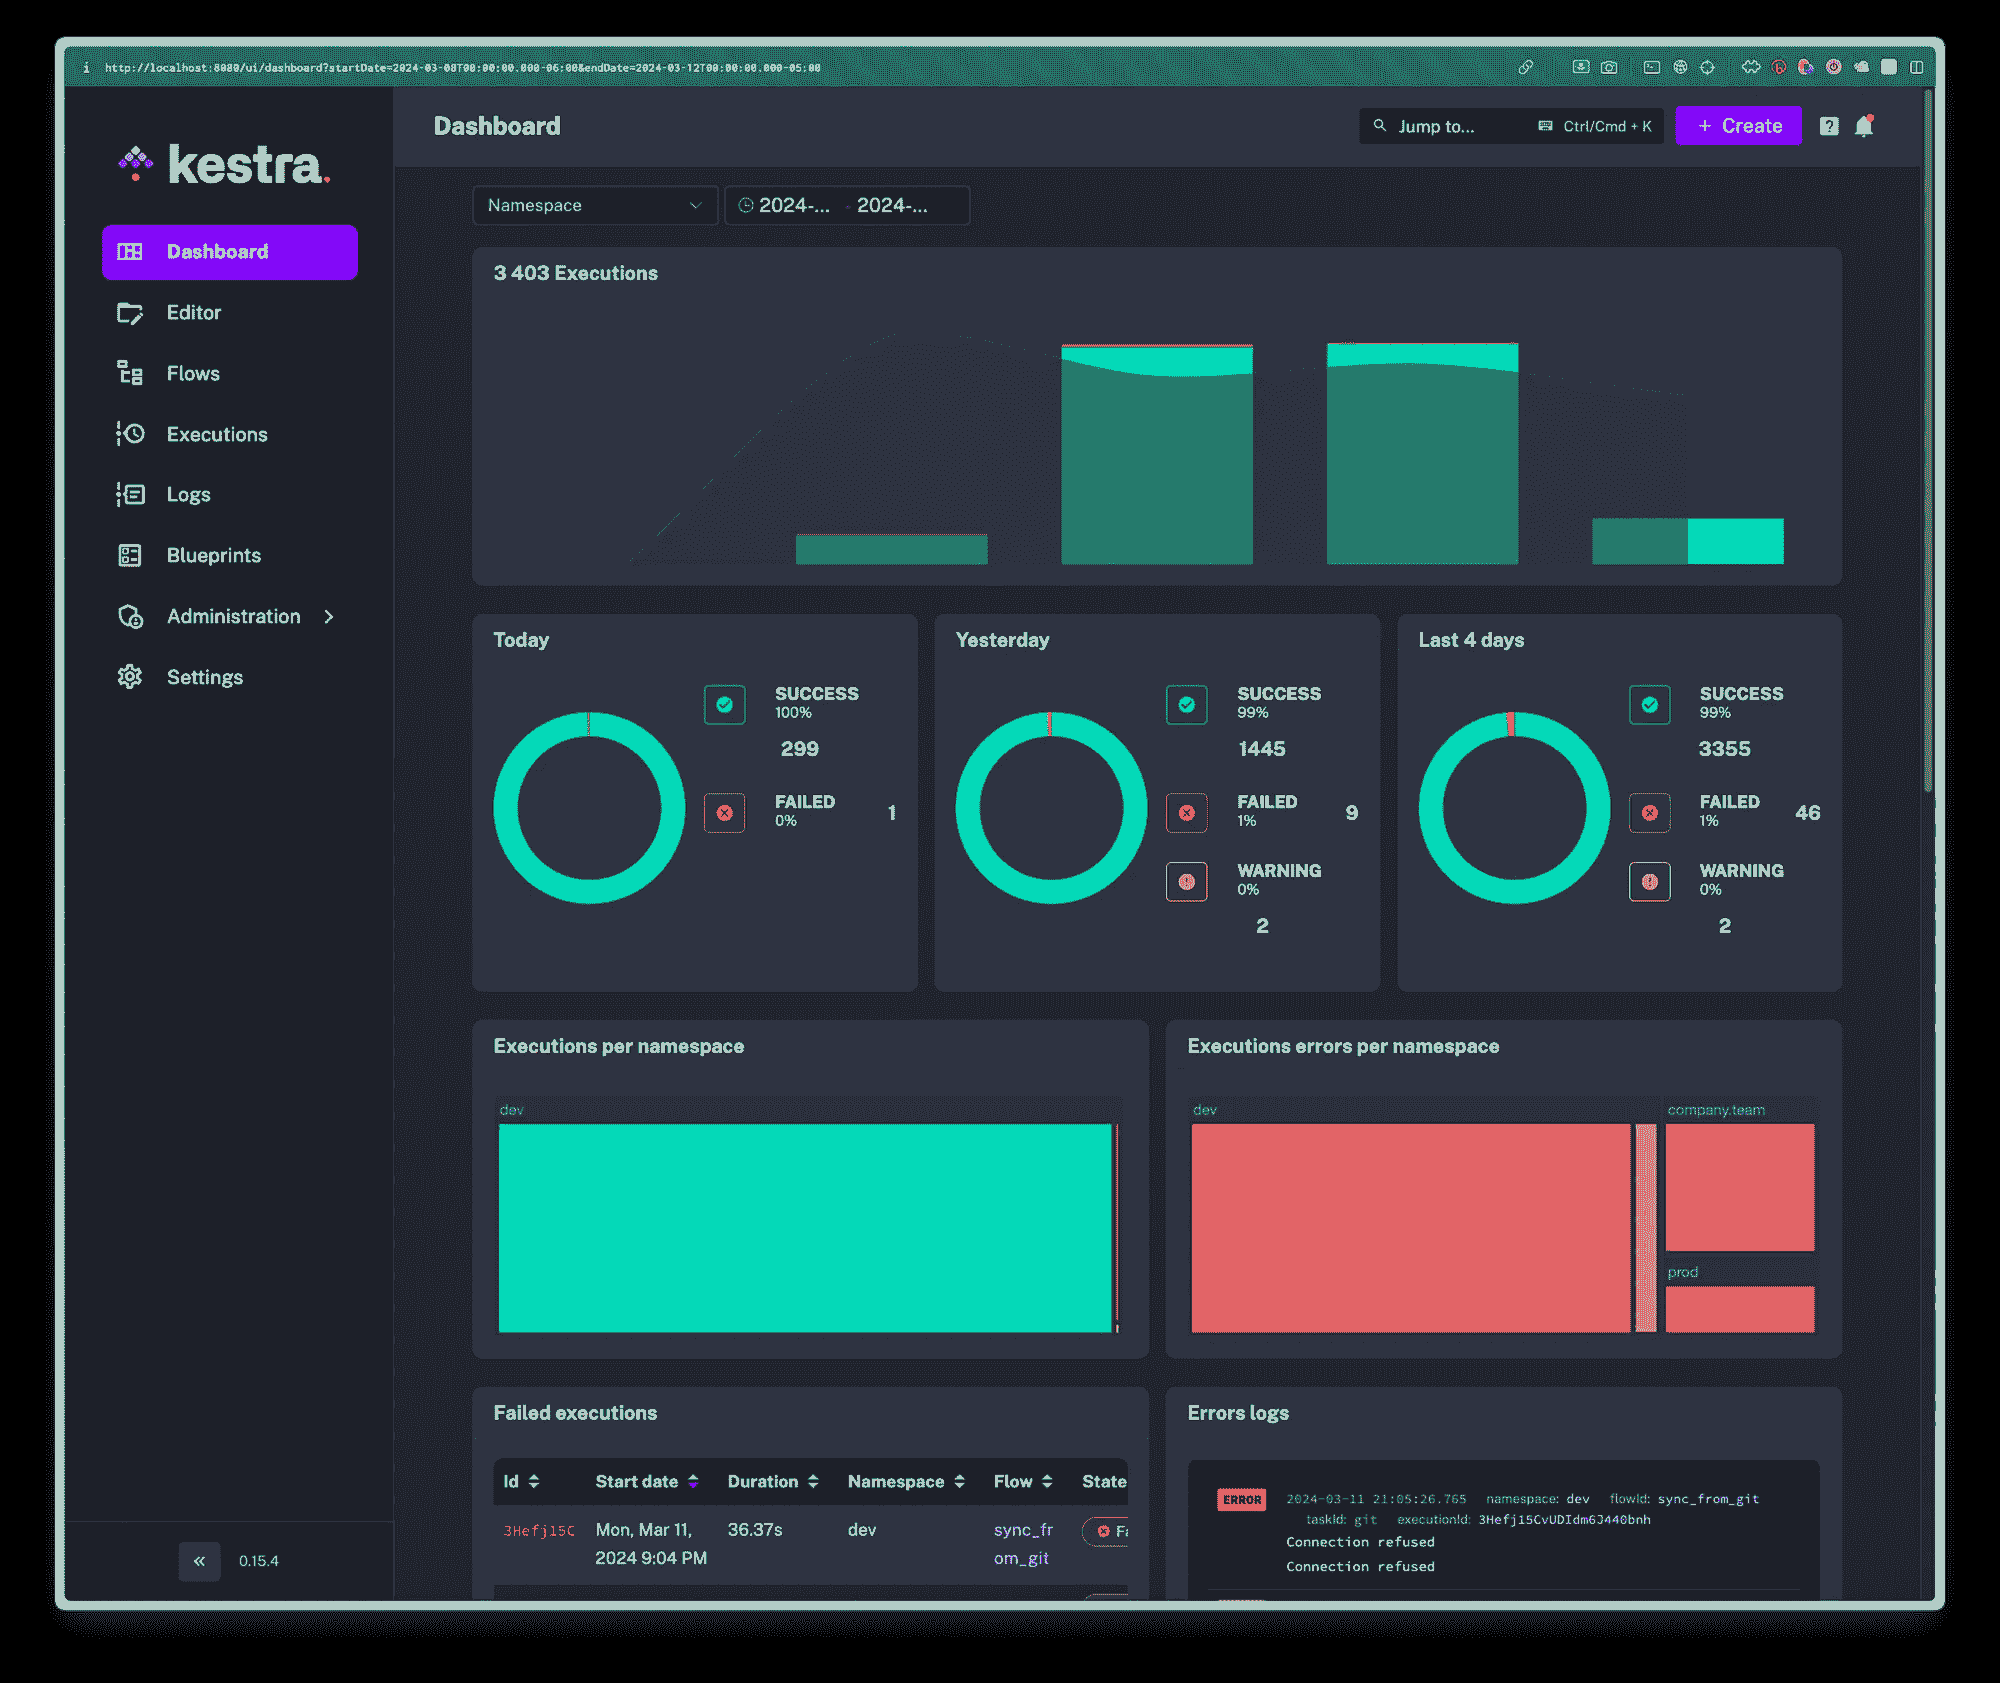 http://localhost:8080/ui/dashboard?startDate=2024-03-08T00:00:00.000-06:00&endDate=2024-03-12T00:00:00.000-05:00
kestra.
Dashboard
Jump to...
Ctrl/Cmd + K
+ Create
Namespace
2024-... - 2024-...
Dashboard
Editor
Flows
Executions
Logs
Blueprints
Administration
Settings
3 403 Executions
Today
SUCCESS
100%
299
FAILED
0%
1
Yesterday
SUCCESS
99%
1445
FAILED
1%
9
WARNING
0%
2
Last 4 days
SUCCESS
99%
3355
FAILED
1%
46
WARNING
0%
2
Executions per namespace
dev
Executions errors per namespace
dev
company.team
prod
Failed executions
Id Start date Duration Namespace Flow State
3Hefj15C Mon, Mar 11, 36.37s dev sync_fr Fa
2024 9:04 PM om_git
Errors logs
ERROR 2024-03-11 21:05:26.765 namespace: dev flowId: sync_from_git
taskId: git executionId: 3Hefj15CvUDIdm6J440bnh
Connection refused
Connection refused
0.15.4